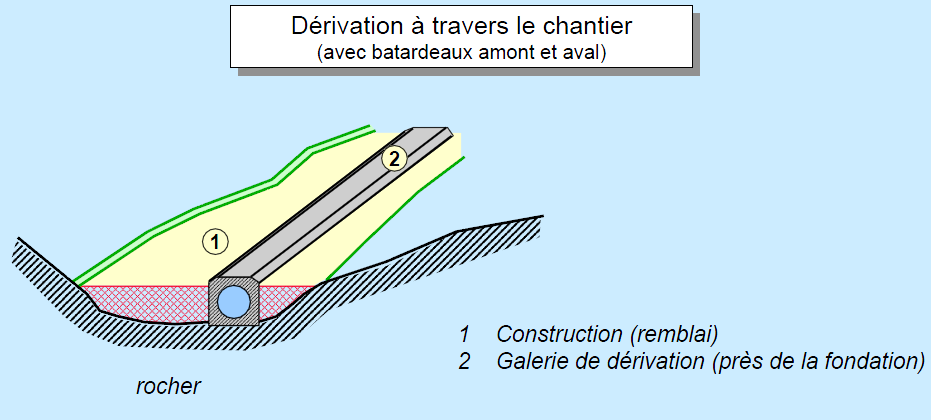 Dérivation à travers le chantier
(avec batardeaux amont et aval)
2
1
1 Construction (remblai)
2 Galerie de dérivation (près de la fondation)
rocher